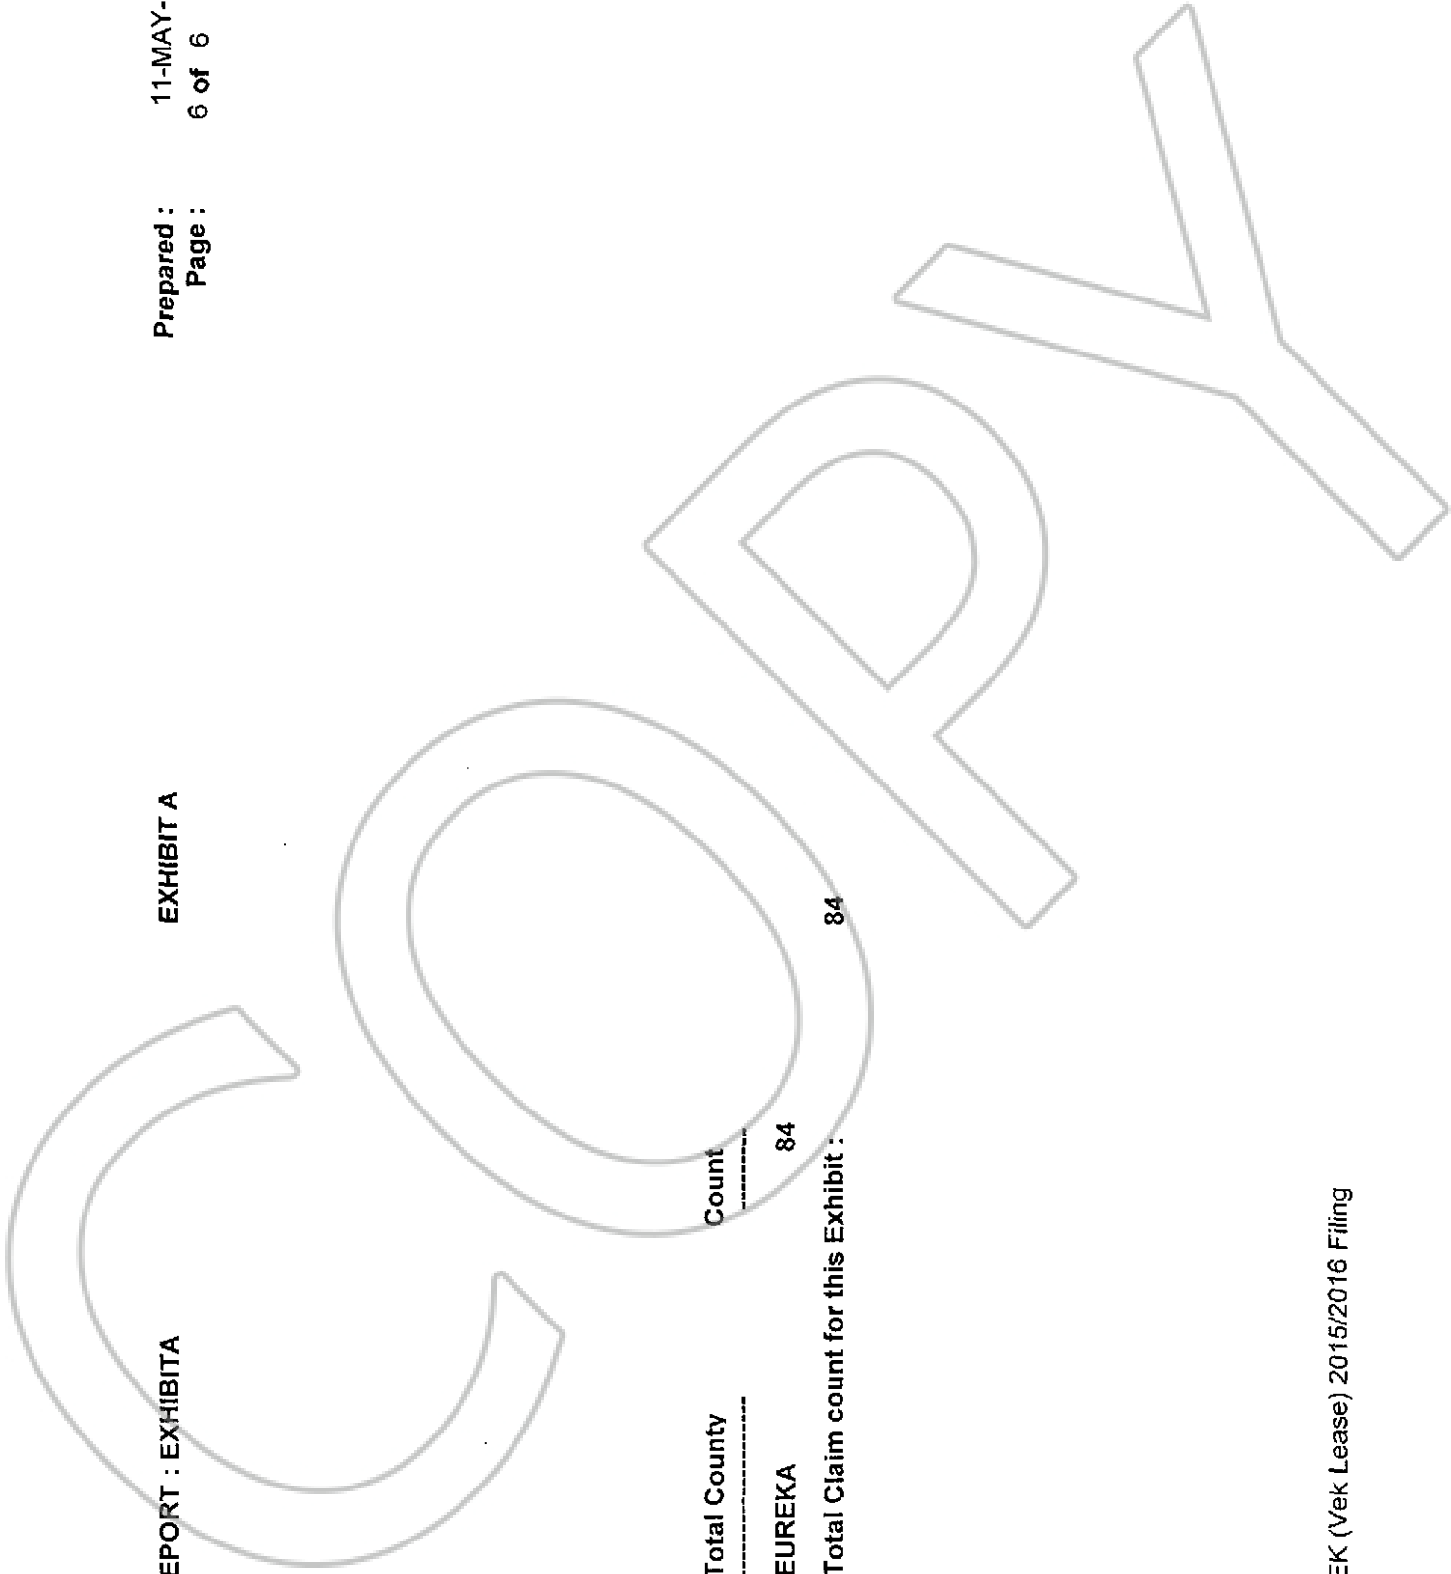 EPORT : EXHIBITA EXHIBIT A Prepared : 11-MAY-
Page : 6 of 6
Total County Count
EUREKA 84
Total Claim count for this Exhibit : 84
EK (Vek Lease) 2015/2016 Filing
COPY